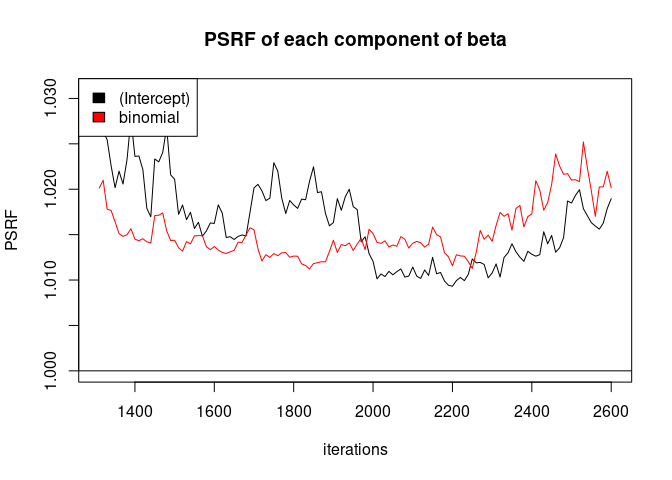 PSRF of each component of beta
(Intercept)
binomial
PSRF
1.030
1.020
1.010
1.000
1400 1600 1800 2000 2200 2400 2600
iterations